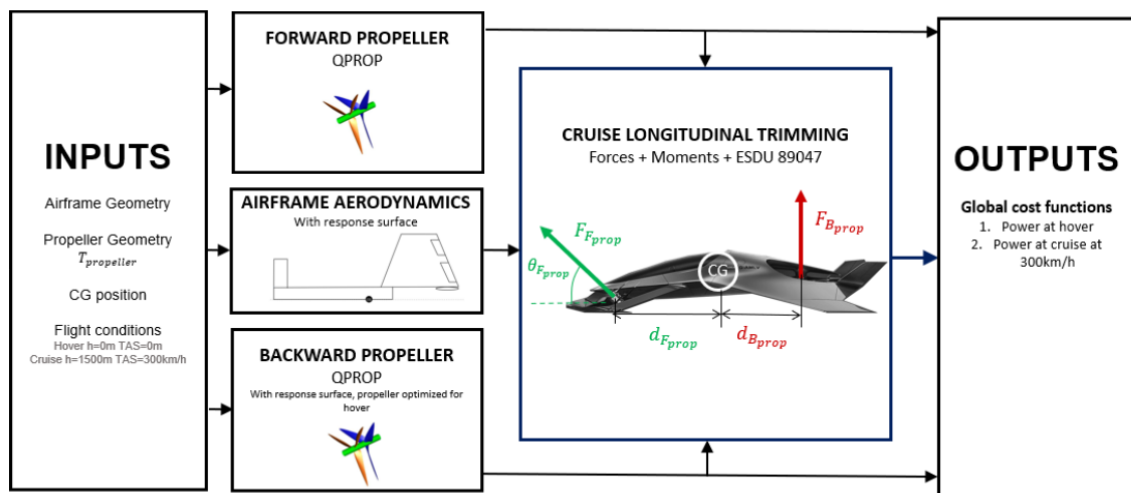 INPUTS
Airframe Geometry
Propeller Geometry
T_propeller
CG position
Flight conditions
Hover h=0m TAS=0m
Cruise h=1500m TAS=300km/h
FORWARD PROPELLER
QPROP
AIRFRAME AERODYNAMICS
With response surface
BACKWARD PROPELLER
QPROP
With response surface, propeller optimized for
hover
CRUISE LONGITUDINAL TRIMMING
Forces + Moments + ESDU 89047
F_Fprop
θ_Fprop
F_Bprop
CG
d_Fprop
d_Bprop
OUTPUTS
Global cost functions
1. Power at hover
2. Power at cruise at
300km/h